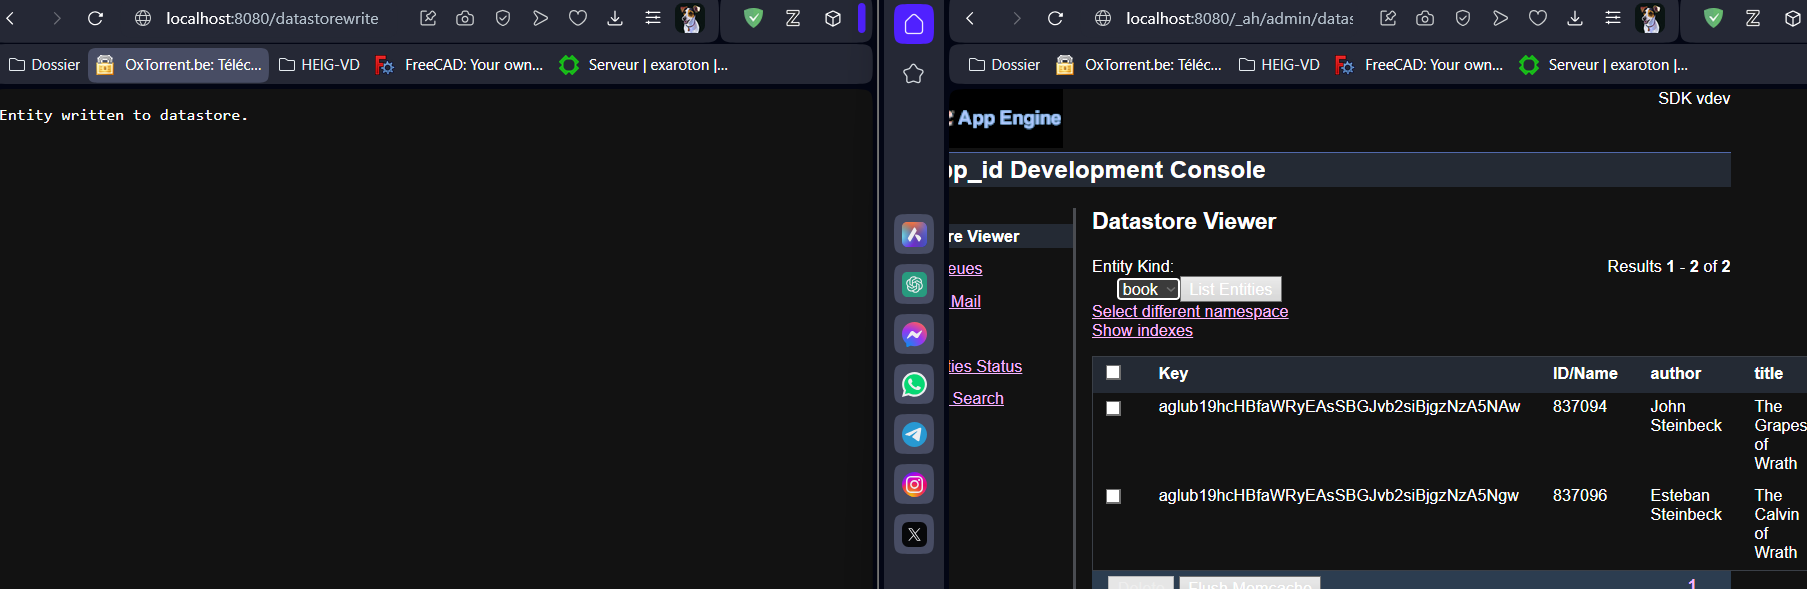 localhost:8080/datastorewrite
Dossier
OxTorrent.be: Téléc...
HEIG-VD
FreeCAD: Your own...
Serveur | exaroton |...
Entity written to datastore.
localhost:8080/_ah/admin/datas
Dossier
OxTorrent.be: Téléc...
HEIG-VD
FreeCAD: Your own...
Serveur | exaroton |...
SDK vdev
App Engine
pp_id Development Console
re Viewer
eues
Mail
ties Status
Search
Datastore Viewer
Entity Kind:
Results 1 - 2 of 2
book
List Entities
Select different namespace
Show indexes
Key ID/Name author title
aglub19hcHBfaWRyEAsSBGJvb2siBjgzNzA5NAw 837094 John Steinbeck The Grapes of Wrath
aglub19hcHBfaWRyEAsSBGJvb2siBjgzNzA5Ngw 837096 Esteban Steinbeck The Calvin of Wrath
Flush Memcache
1